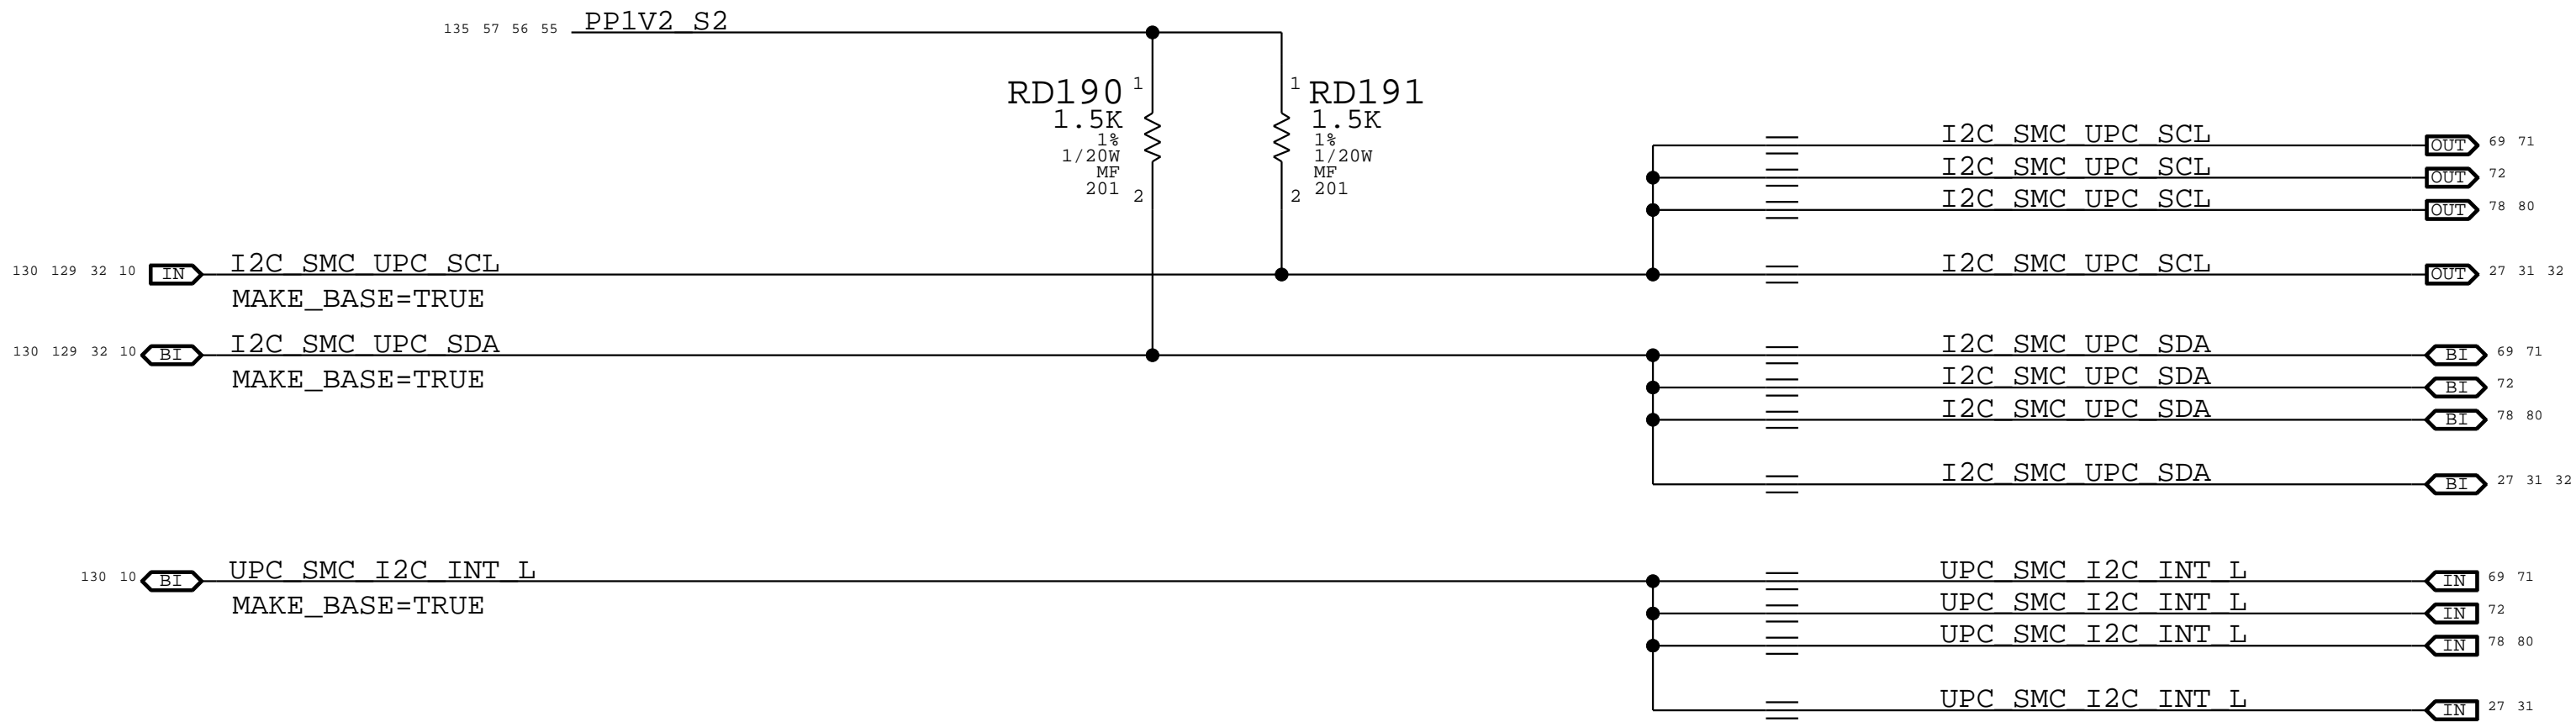 135 57 56 55 PP1V2_S2
RD190 1 1 RD191
1.5K 1.5K
1% 1%
1/20W 1/20W
MF MF
201 201
2 2
I2C_SMC_UPC_SCL OUT 69 71
I2C_SMC_UPC_SCL OUT 72
I2C_SMC_UPC_SCL OUT 78 80
130 129 32 10 IN I2C_SMC_UPC_SCL I2C_SMC_UPC_SCL OUT 27 31 32
MAKE_BASE=TRUE
130 129 32 10 BI I2C_SMC_UPC_SDA I2C_SMC_UPC_SDA BI 69 71
MAKE_BASE=TRUE I2C_SMC_UPC_SDA BI 72
I2C_SMC_UPC_SDA BI 78 80
I2C_SMC_UPC_SDA BI 27 31 32
130 10 BI UPC_SMC_I2C_INT_L UPC_SMC_I2C_INT_L IN 69 71
MAKE_BASE=TRUE UPC_SMC_I2C_INT_L IN 72
UPC_SMC_I2C_INT_L IN 78 80
UPC_SMC_I2C_INT_L IN 27 31